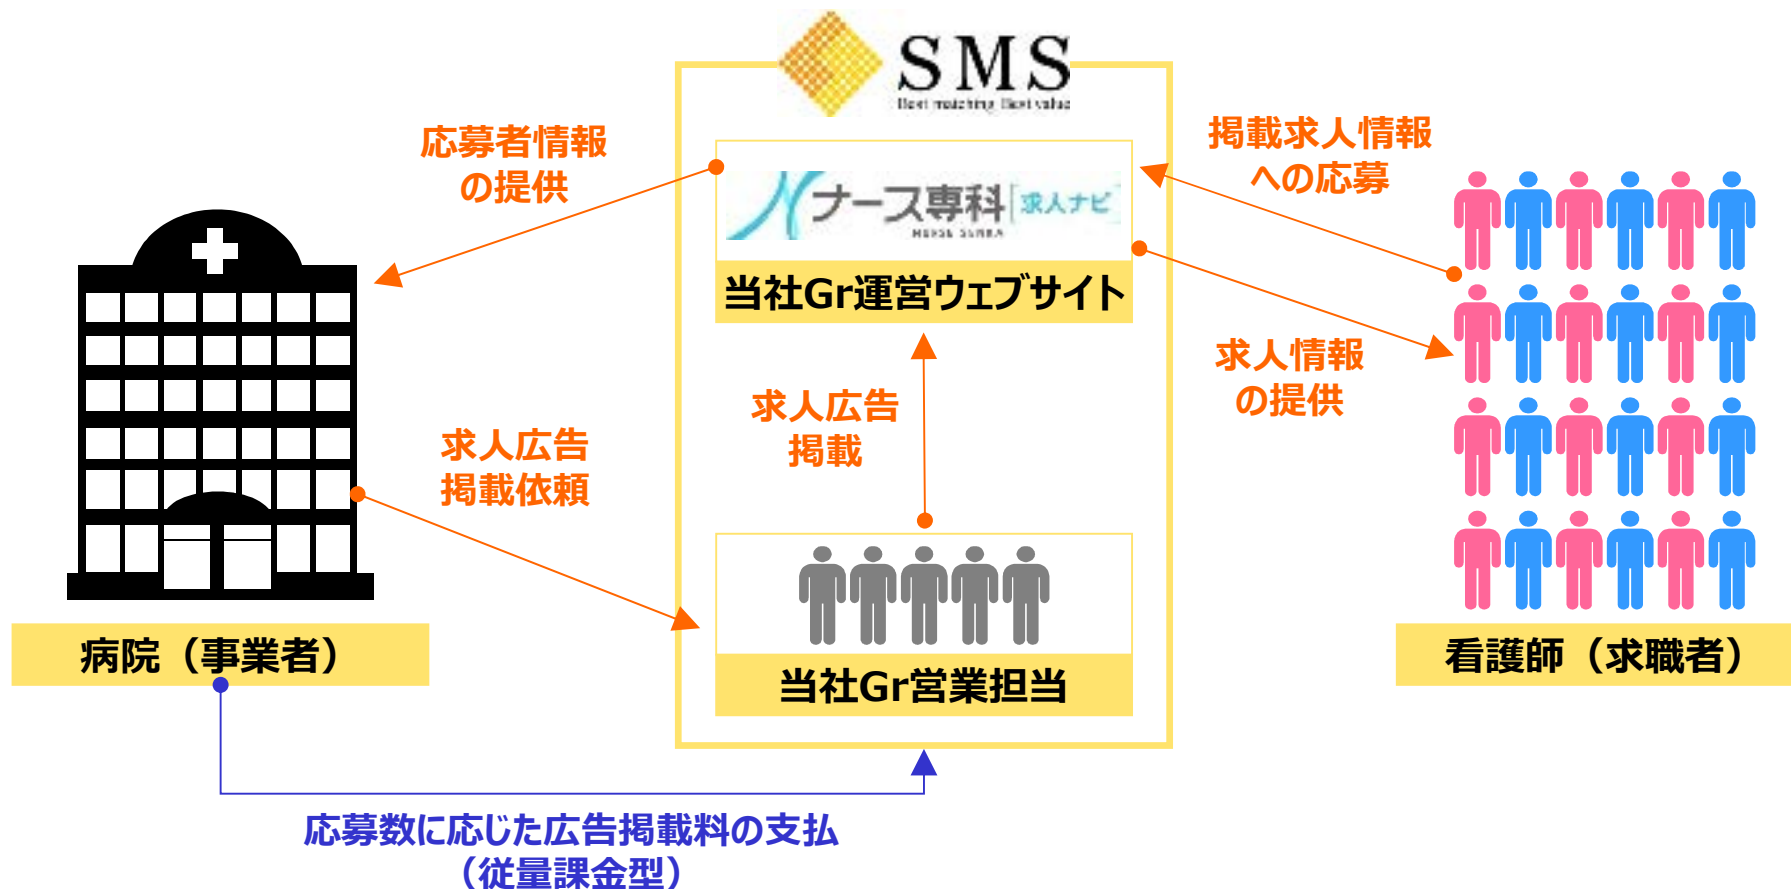 SMS
Best matching Best value
応募者情報
の提供
掲載求人情報
への応募
ナース専科 求人ナビ
NURSE SENKA
当社Gr運営ウェブサイト
求人情報
の提供
求人広告
掲載
求人広告
掲載依頼
病院（事業者）
当社Gr営業担当
看護師（求職者）
応募数に応じた広告掲載料の支払
（従量課金型）